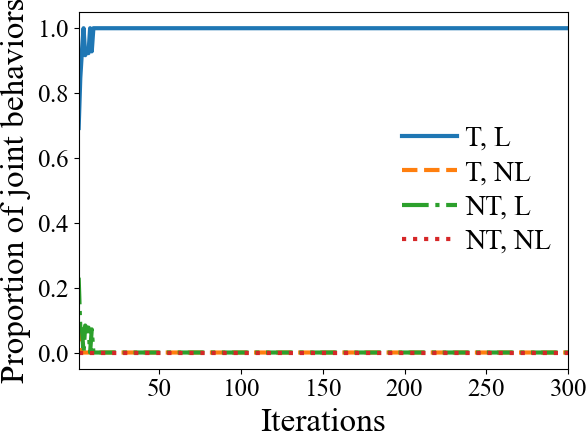 Proportion of joint behaviors
1.0
0.8
0.6
0.4
0.2
0.0
T, L
T, NL
NT, L
NT, NL
50 100 150 200 250 300
Iterations